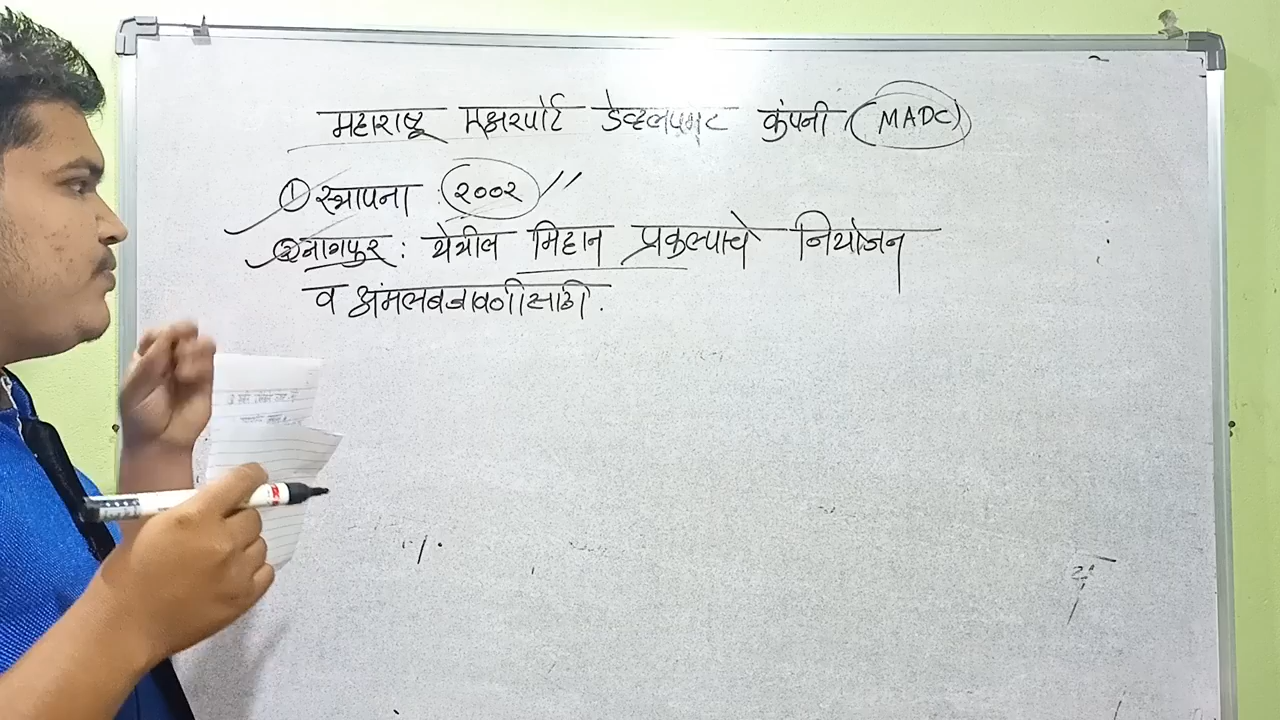 महाराष्ट्र एअरपोर्ट डेव्हलपमेंट कंपनी (MADC)
① स्थापना : २००२ //
② नागपुर : येथील मिहान प्रकल्पाचे नियोजन
व अंमलबजावणीसाठी.